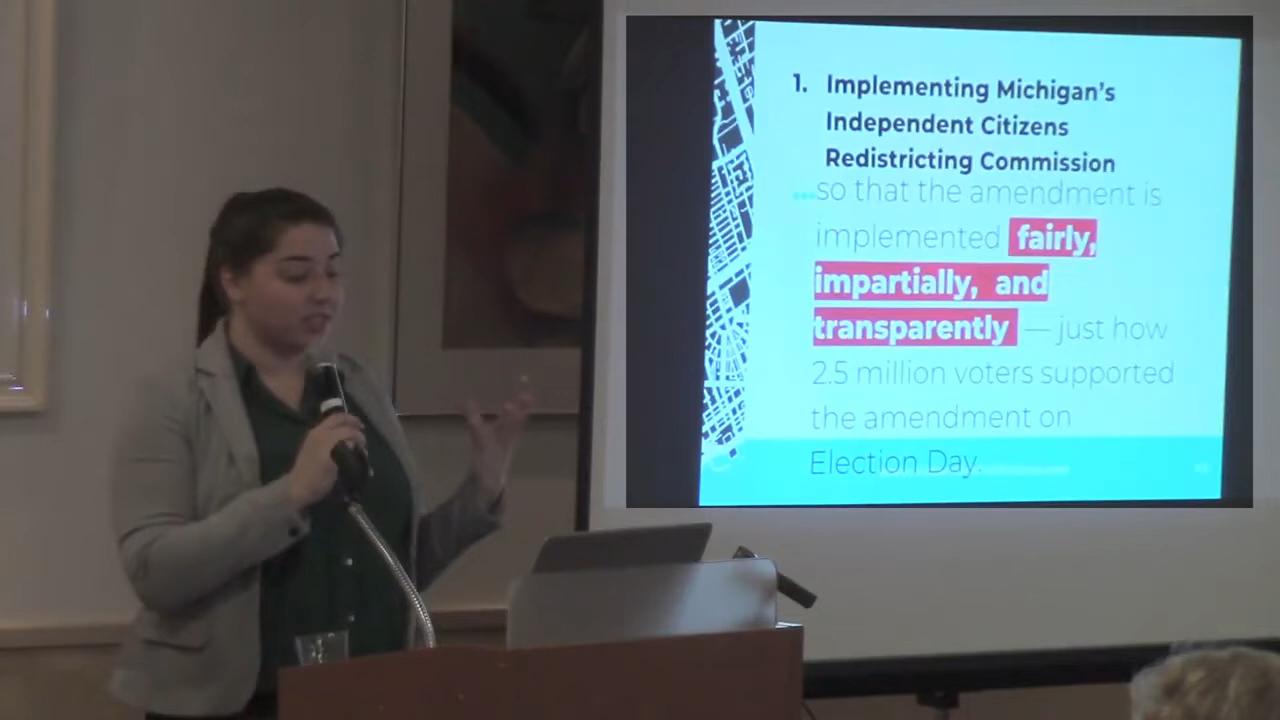 1. Implementing Michigan's
Independent Citizens
Redistricting Commission
...so that the amendment is
implemented fairly,
impartially, and
transparently — just how
2.5 million voters supported
the amendment on
Election Day.